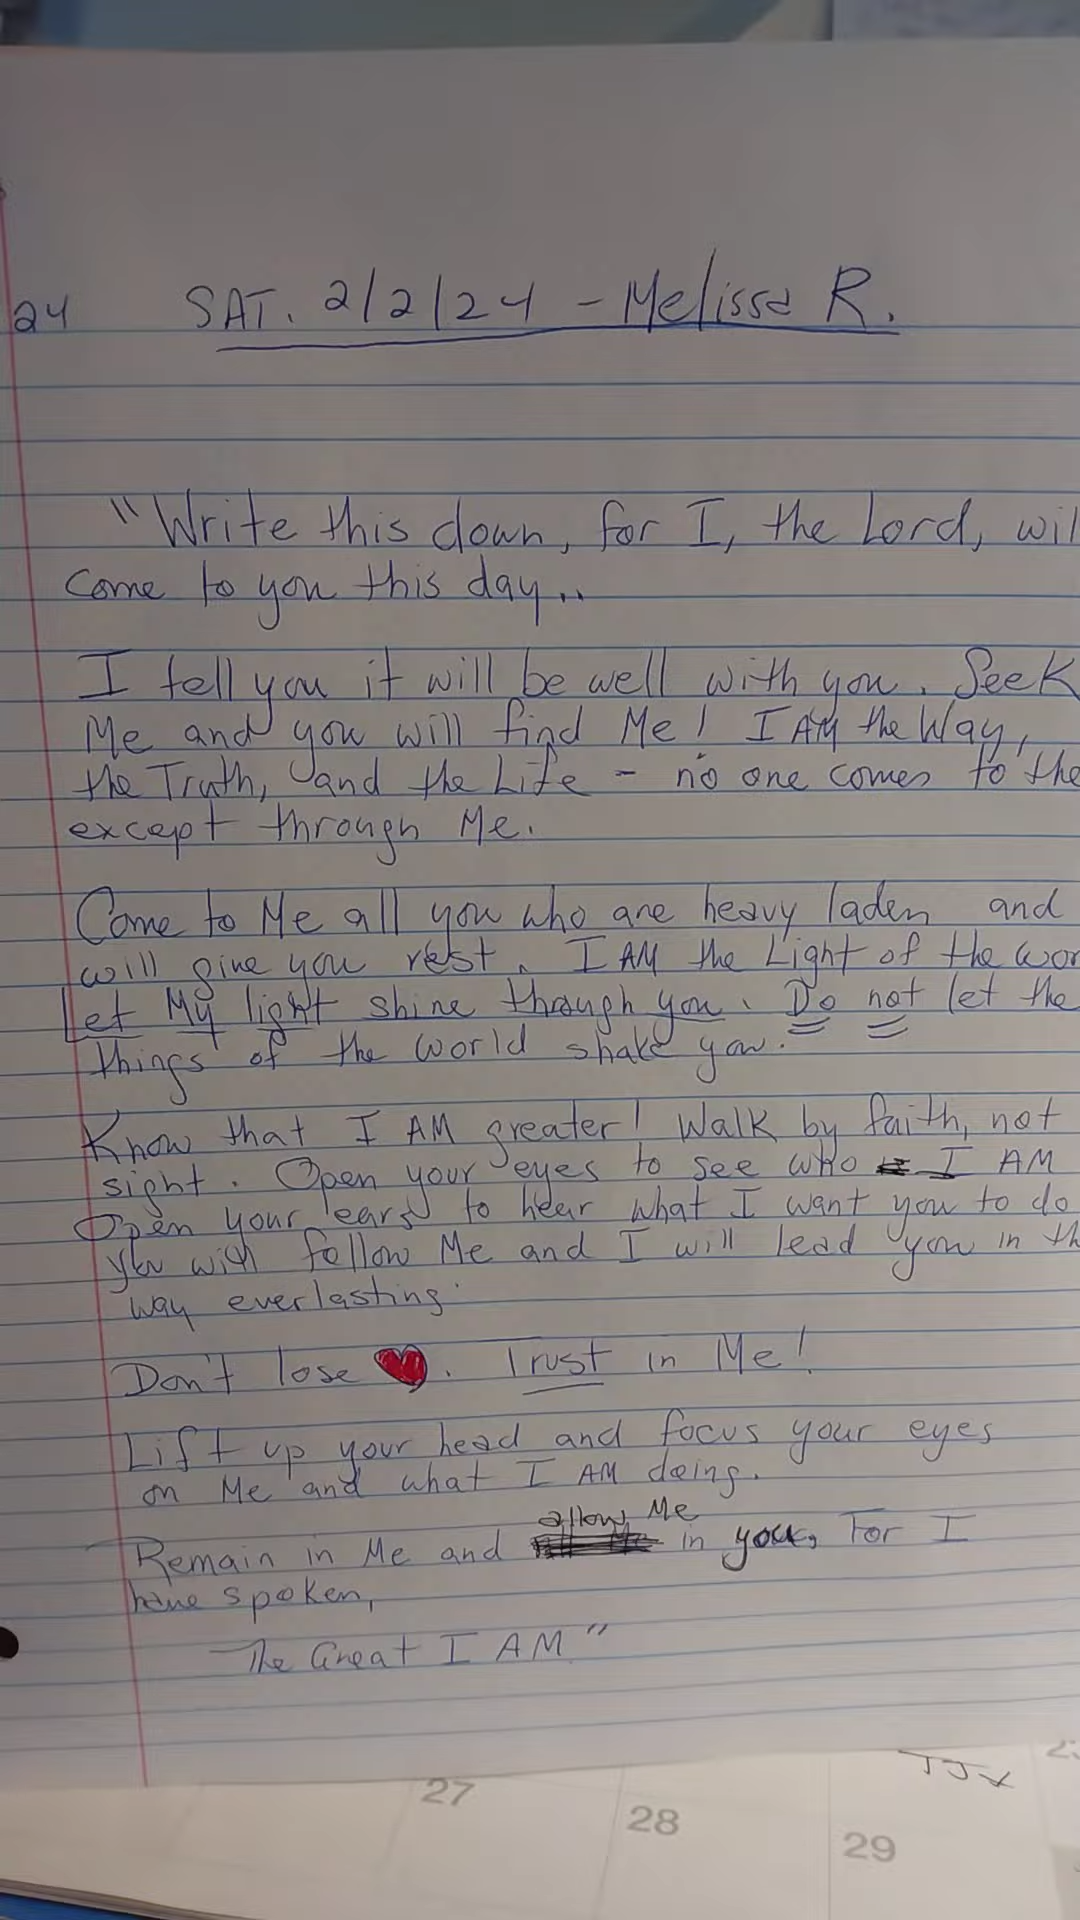 24 SAT. 2/2/24 - Melissa R.
"Write this down, for I, the Lord, wil
come to you this day..
I tell you it will be well with you. Seek
Me and you will find Me! I AM the Way,
the Truth, and the Life - no one comes to the
except through Me.
Come to Me all you who are heavy laden and
will give you rest. I AM the Light of the wor
Let My light shine through you. Do not let the
things of the world shake you.
Know that I AM greater! Walk by faith, not
sight. Open your eyes to see who I AM
Open your ears to hear what I want you to do
you will follow Me and I will lead you in th
way everlasting.
Don't lose ❤. Trust in Me!
Lift up your head and focus your eyes
on Me and what I AM doing.
allow Me
Remain in Me and in you, For I
have spoken,
The Great I AM"
27 28 29
TJX